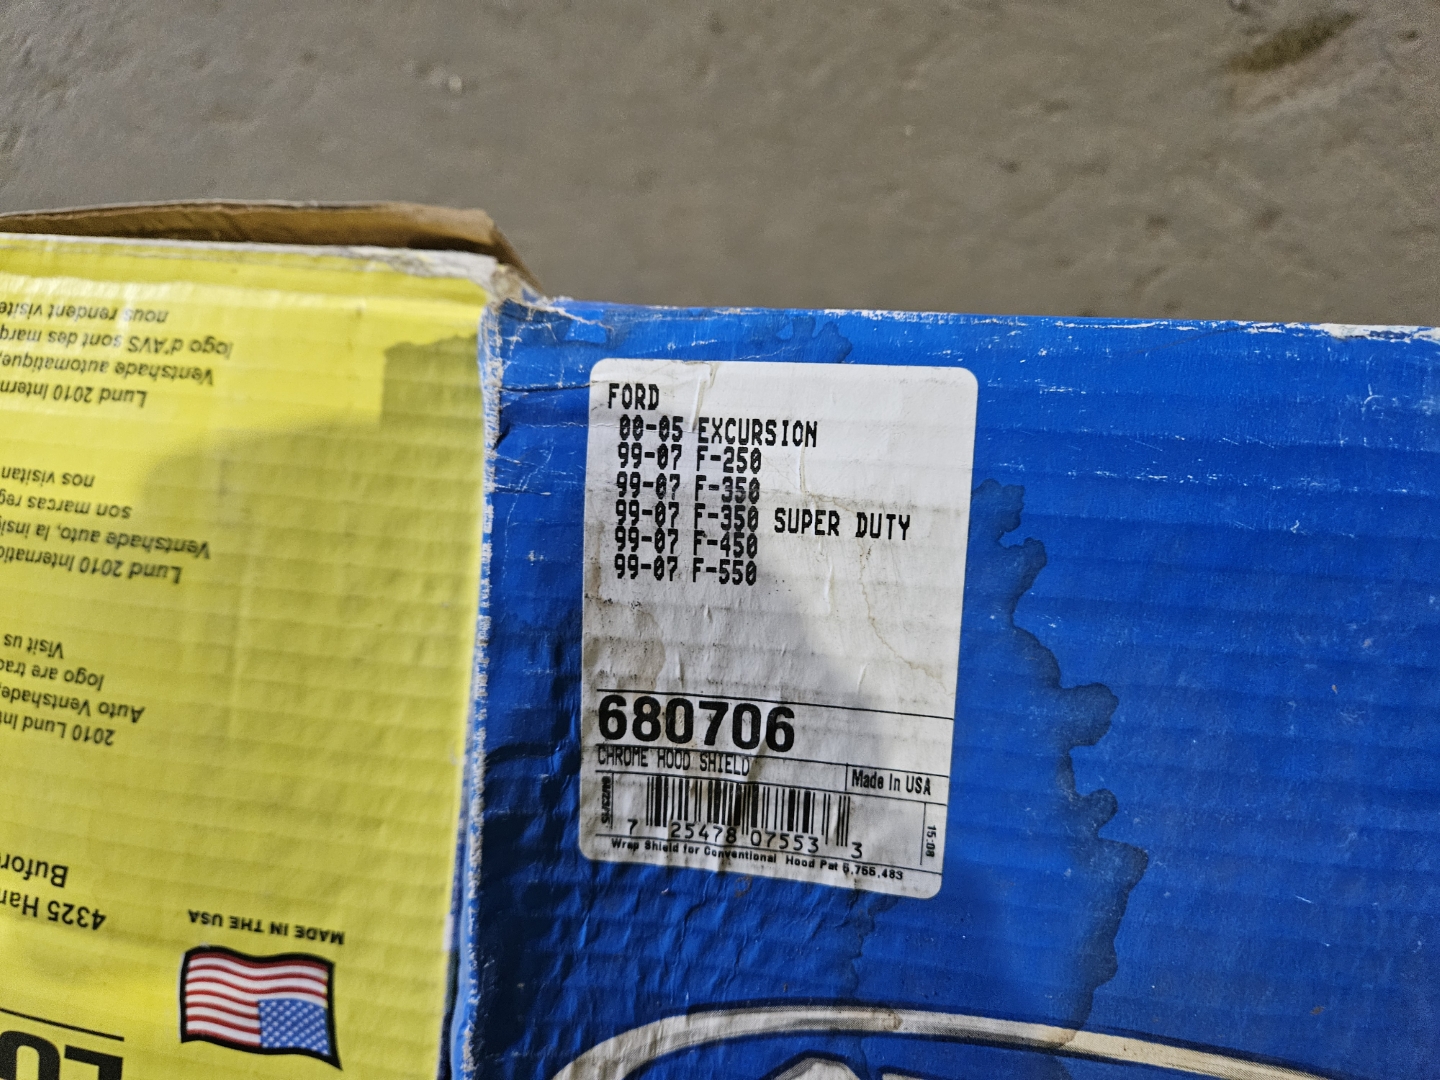 FORD
00-05 EXCURSION
99-07 F-250
99-07 F-350
99-07 F-350 SUPER DUTY
99-07 F-450
99-07 F-550
680706
CHROME HOOD SHIELD
Made In USA
7 25478 07553 3
15-08
Wrap Shield for Conventional Hood Pat 6,755,483
MADE IN THE USA
4325 Har
Bufor
2010 Lund In
Auto Ventshade,
logo are tra
Visit us
Lund 2010 Internati
Ventshade auto, la insi
son marcas reg
nos visitan
Lund 2010 Intern
Ventshade automatique,
logo d'AVS sont des marq
nous rendent visite